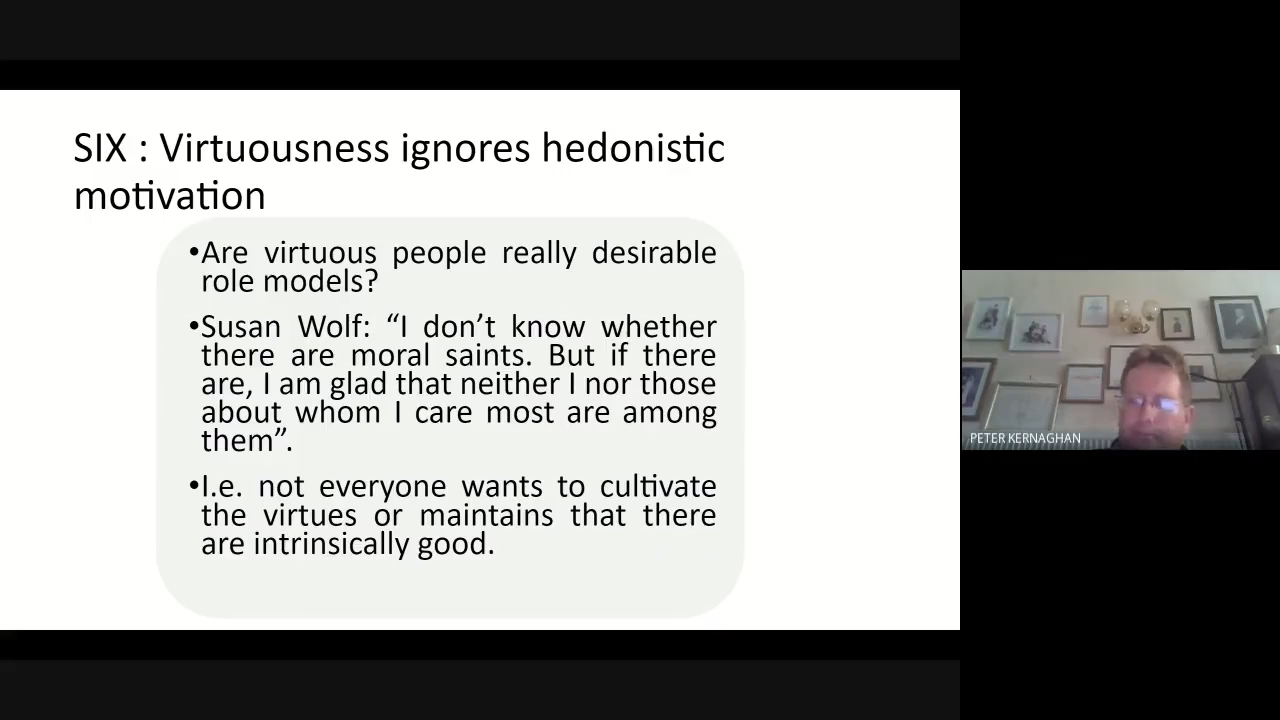 SIX : Virtuousness ignores hedonistic
motivation
•Are virtuous people really desirable
role models?
•Susan Wolf: “I don’t know whether
there are moral saints. But if there
are, I am glad that neither I nor those
about whom I care most are among
them”.
•I.e. not everyone wants to cultivate
the virtues or maintains that there
are intrinsically good.
PETER KERNAGHAN